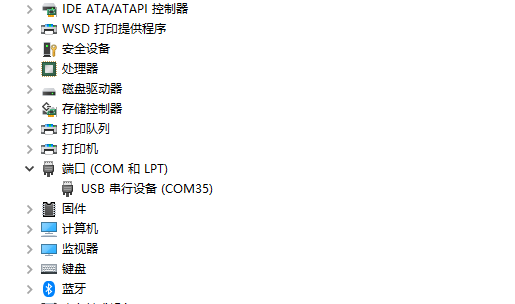 IDE ATA/ATAPI 控制器
WSD 打印提供程序
安全设备
处理器
磁盘驱动器
存储控制器
打印队列
打印机
端口 (COM 和 LPT)
USB 串行设备 (COM35)
固件
计算机
监视器
键盘
蓝牙